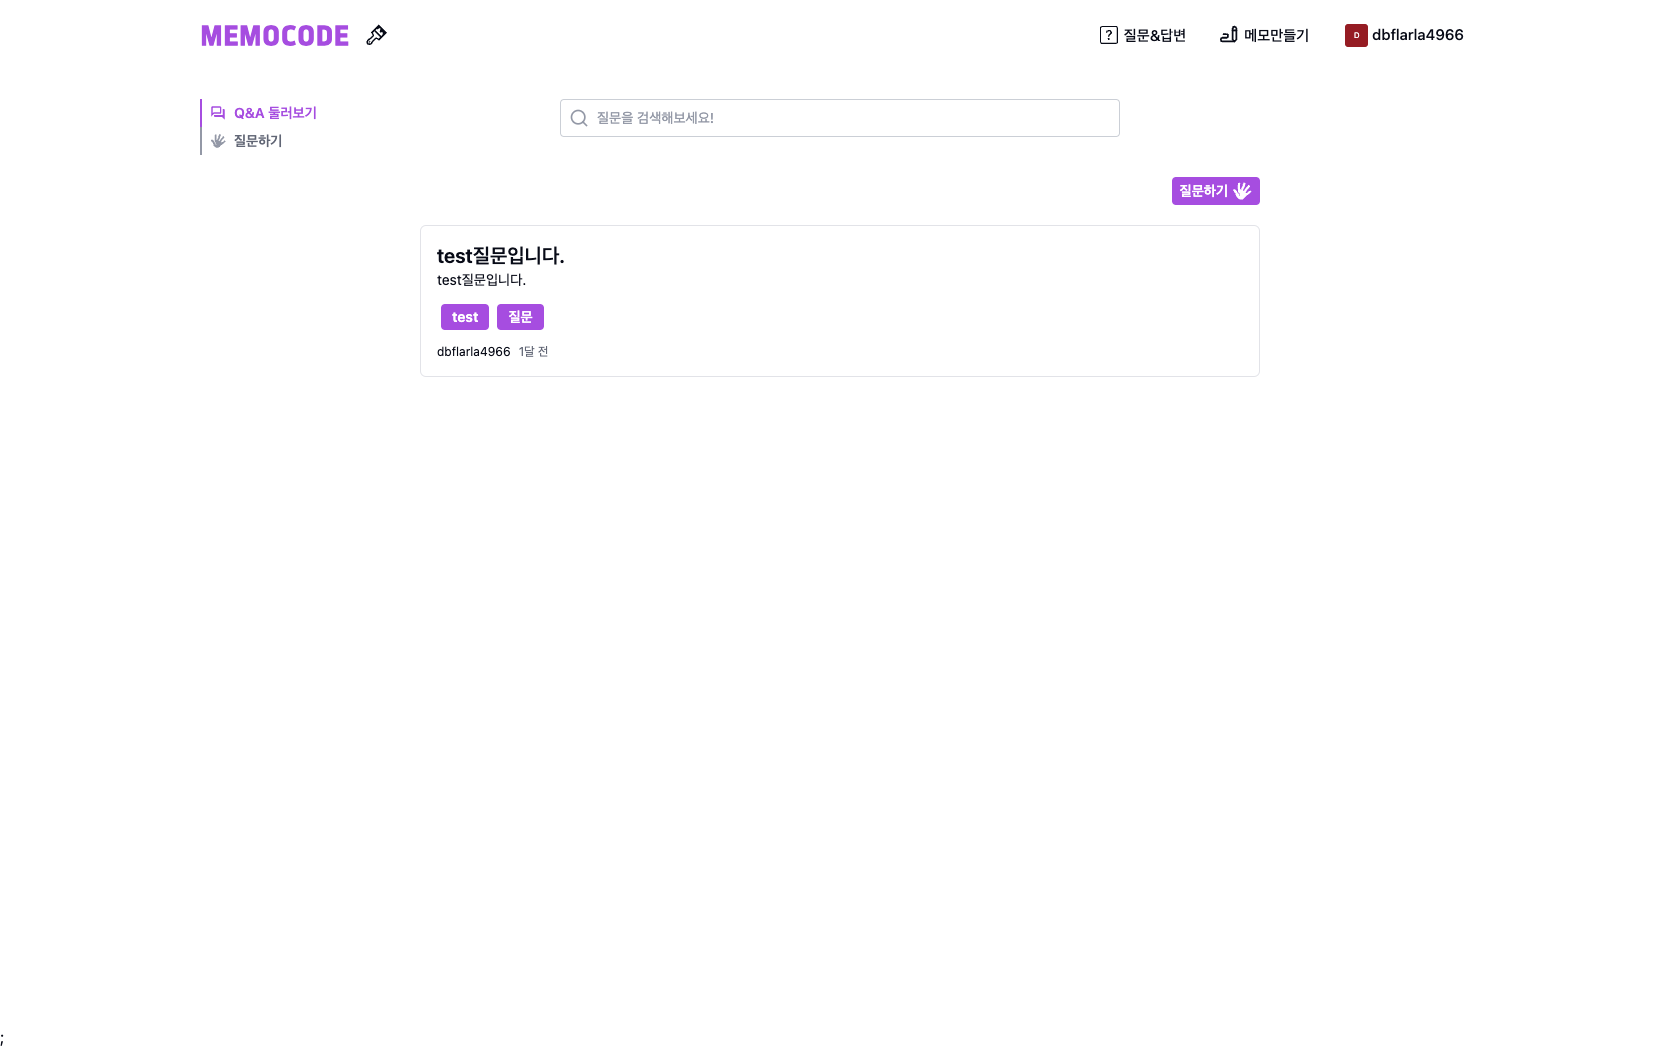 MEMOCODE
질문&답변
메모만들기
D
dbflarla4966
Q&A 둘러보기
질문하기
질문을 검색해보세요!
질문하기
test질문입니다.
test질문입니다.
test 질문
dbflarla4966 1달 전
;